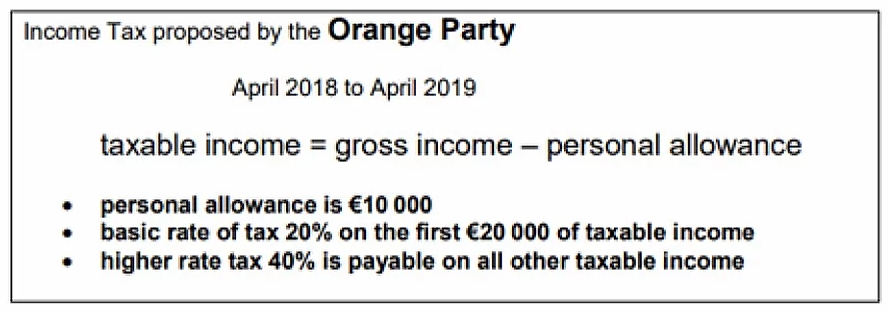 Income Tax proposed by the Orange Party
April 2018 to April 2019
taxable income = gross income – personal allowance
• personal allowance is €10 000
• basic rate of tax 20% on the first €20 000 of taxable income
• higher rate tax 40% is payable on all other taxable income